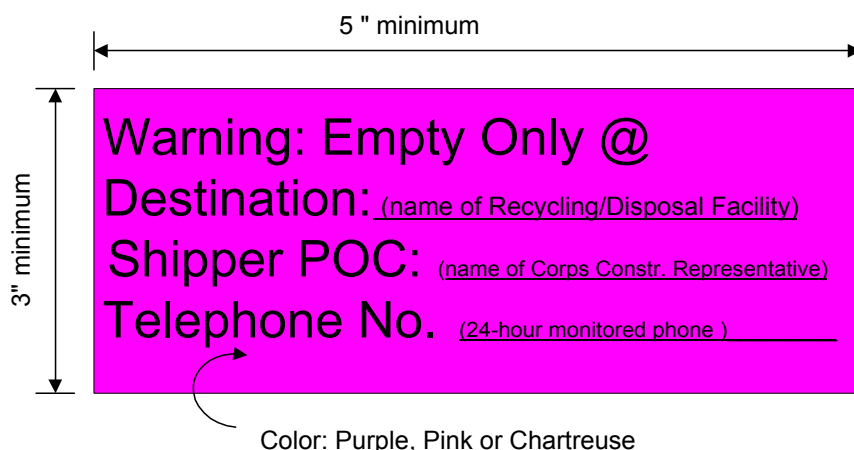 5 " minimum
3" minimum
Warning: Empty Only @
Destination: (name of Recycling/Disposal Facility)
Shipper POC: (name of Corps Constr. Representative)
Telephone No. (24-hour monitored phone )
Color: Purple, Pink or Chartreuse